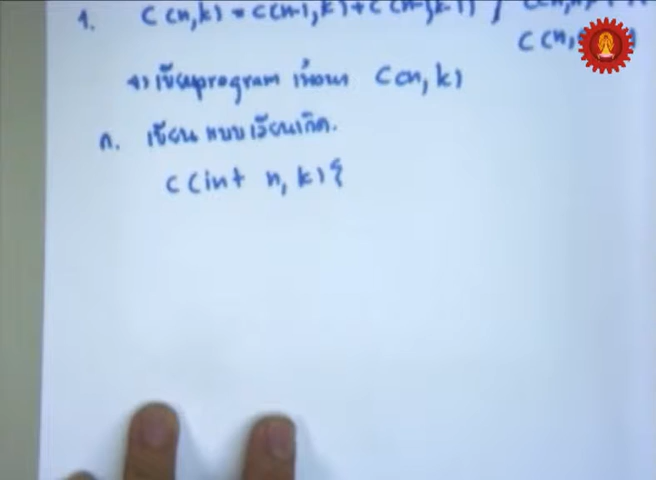 1. C(n,k) = C(n-1,k)+C(n-1,k-1) /
C(n,
จงเขียนprogram เพื่อหา C(n,k)
ก. เขียน แบบเวียนเกิด.
C(int n, k) {